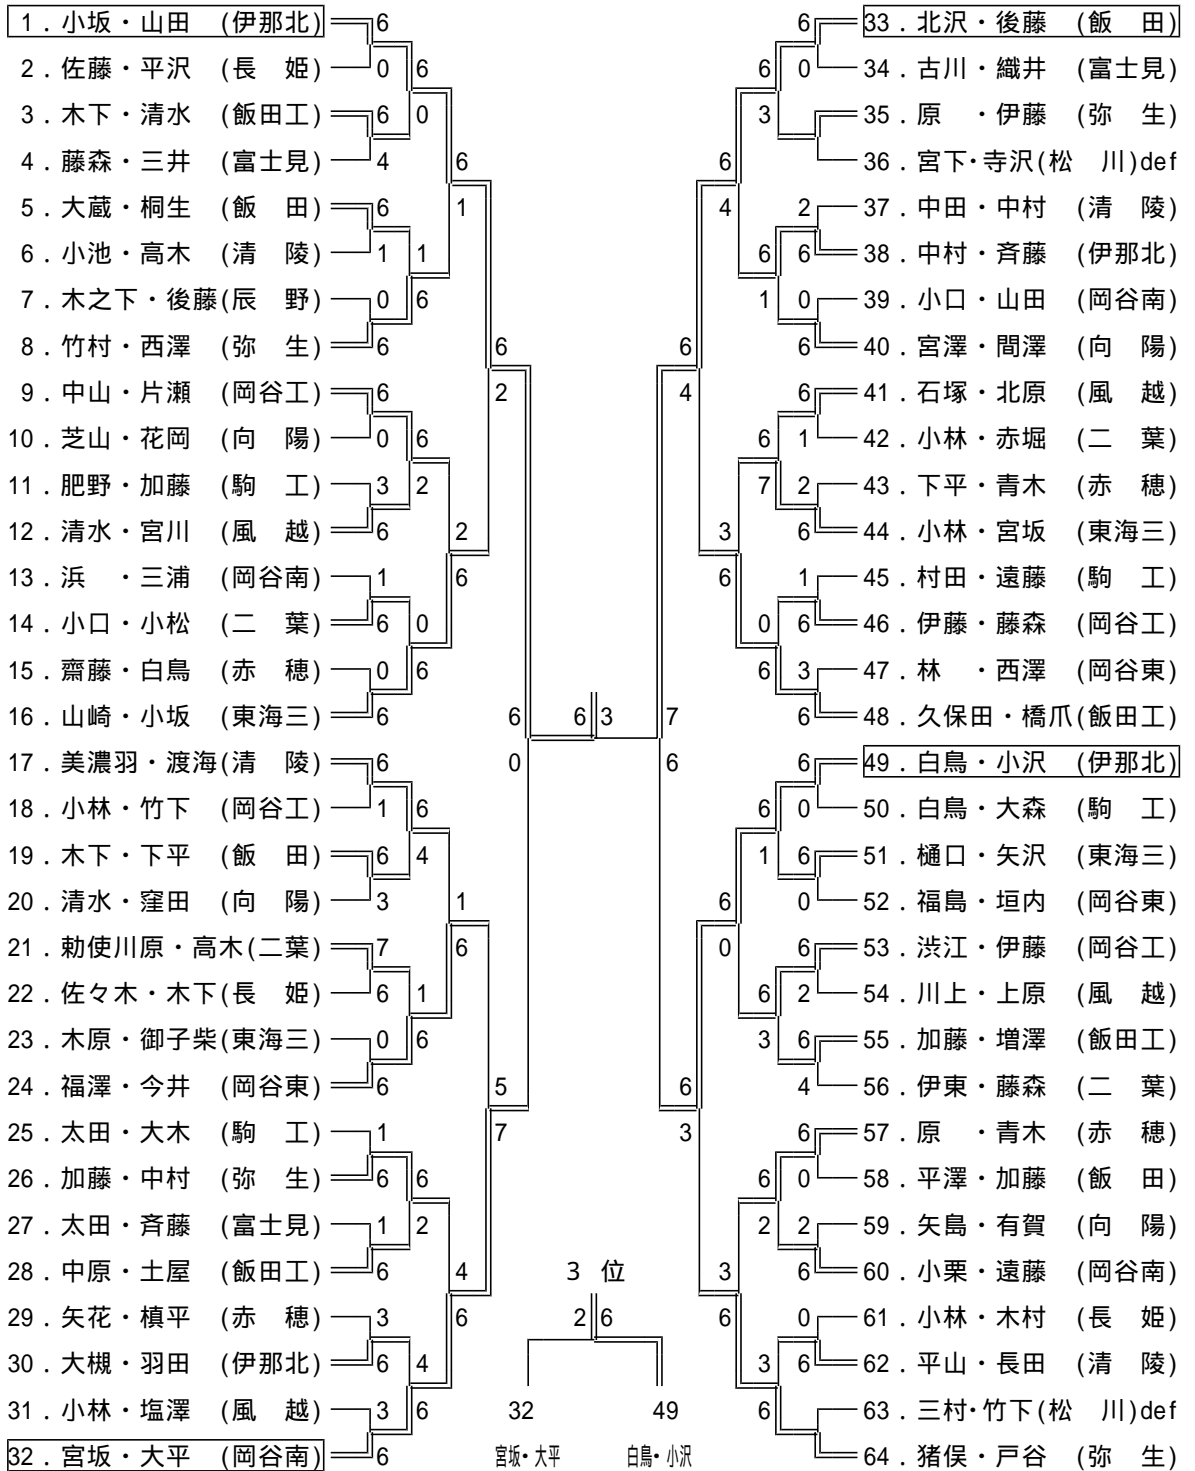 1．小坂・山田　(伊那北) 6 6 33．北沢・後藤　(飯　田)
2．佐藤・平沢　(長　姫) 0 6 6 0 34．古川・織井　(富士見)
3．木下・清水　(飯田工) 6 0 3 35．原　・伊藤　(弥　生)
4．藤森・三井　(富士見) 4 6 6 36．宮下・寺沢(松　川)def
5．大蔵・桐生　(飯　田) 6 1 4 2 37．中田・中村　(清　陵)
6．小池・高木　(清　陵) 1 1 6 6 38．中村・斉藤　(伊那北)
7．木之下・後藤(辰　野) 0 6 1 0 39．小口・山田　(岡谷南)
8．竹村・西澤　(弥　生) 6 6 6 6 40．宮澤・間澤　(向　陽)
9．中山・片瀬　(岡谷工) 6 2 4 6 41．石塚・北原　(風　越)
10．芝山・花岡　(向　陽) 0 6 6 1 42．小林・赤堀　(二　葉)
11．肥野・加藤　(駒　工) 3 2 7 2 43．下平・青木　(赤　穂)
12．清水・宮川　(風　越) 6 2 3 6 44．小林・宮坂　(東海三)
13．浜　・三浦　(岡谷南) 1 6 6 1 45．村田・遠藤　(駒　工)
14．小口・小松　(二　葉) 6 0 0 6 46．伊藤・藤森　(岡谷工)
15．齋藤・白鳥　(赤　穂) 0 6 6 3 47．林　・西澤　(岡谷東)
16．山崎・小坂　(東海三) 6 6 6 3 7 6 48．久保田・橋爪(飯田工)
17．美濃羽・渡海(清　陵) 6 0 6 6 49．白鳥・小沢　(伊那北)
18．小林・竹下　(岡谷工) 1 6 6 0 50．白鳥・大森　(駒　工)
19．木下・下平　(飯　田) 6 4 1 6 51．樋口・矢沢　(東海三)
20．清水・窪田　(向　陽) 3 1 6 0 52．福島・垣内　(岡谷東)
21．勅使川原・高木(二葉) 7 6 0 6 53．渋江・伊藤　(岡谷工)
22．佐々木・木下(長　姫) 6 1 6 2 54．川上・上原　(風　越)
23．木原・御子柴(東海三) 0 6 3 6 55．加藤・増澤　(飯田工)
24．福澤・今井　(岡谷東) 6 5 6 4 56．伊東・藤森　(二　葉)
25．太田・大木　(駒　工) 1 7 3 6 57．原　・青木　(赤　穂)
26．加藤・中村　(弥　生) 6 6 6 0 58．平澤・加藤　(飯　田)
27．太田・斉藤　(富士見) 1 2 2 2 59．矢島・有賀　(向　陽)
28．中原・土屋　(飯田工) 6 4 3　位 3 6 60．小栗・遠藤　(岡谷南)
29．矢花・槙平　(赤　穂) 3 6 2 6 6 0 61．小林・木村　(長　姫)
30．大槻・羽田　(伊那北) 6 4 3 6 62．平山・長田　(清　陵)
31．小林・塩澤　(風　越) 3 6 32 49 6 63．三村・竹下(松　川)def
32．宮坂・大平　(岡谷南) 6 宮坂・大平 白鳥・小沢 64．猪俣・戸谷　(弥　生)